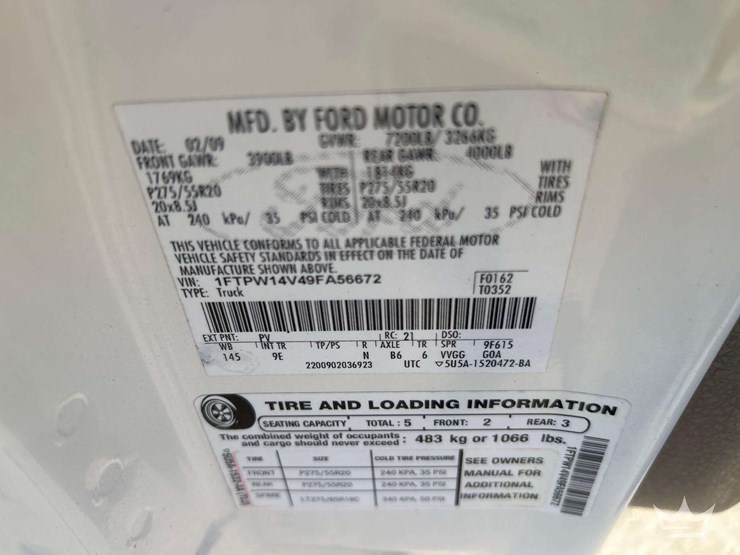 MFD. BY FORD MOTOR CO.
DATE: 02/09 GVWR: 7200LB/ 3266KG
FRONT GAWR: 3900LB REAR GAWR: 4000LB
1769KG WITH 1814KG WITH
P275/55R20 TIRES P275/55R20 TIRES
20x8.5J RIMS 20x8.5J RIMS
AT 240 kPa/ 35 PSI COLD AT 240 kPa/ 35 PSI COLD
THIS VEHICLE CONFORMS TO ALL APPLICABLE FEDERAL MOTOR
VEHICLE SAFETY STANDARDS IN EFFECT ON THE DATE OF
MANUFACTURE SHOWN ABOVE.
VIN: 1FTPW14V49FA56672 F0162
TYPE: Truck T0352
EXT PNT: PV RC: 21 DSO:
WB INT TR TP/PS R AXLE TR SPR 9F615
145 9E N B6 6 VVGG G0A
2200902036923 UTC ▽5U5A-1520472-BA
TIRE AND LOADING INFORMATION
SEATING CAPACITY TOTAL : 5 FRONT: 2 REAR: 3
The combined weight of occupants
and cargo should never exceed : 483 kg or 1066 lbs.
TIRE SIZE COLD TIRE PRESSURE SEE OWNERS
FRONT P275/55R20 240 KPA, 35 PSI MANUAL FOR
REAR P275/55R20 240 KPA, 35 PSI ADDITIONAL
SPARE INFORMATION